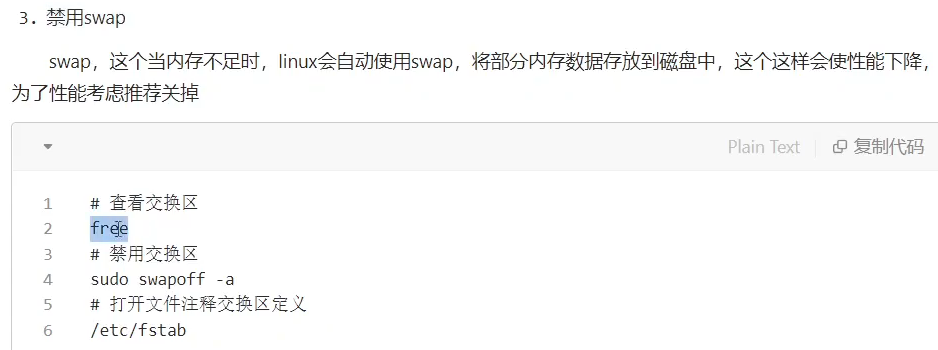 3. 禁用swap
swap，这个当内存不足时，linux会自动使用swap，将部分内存数据存放到磁盘中，这个这样会使性能下降，
为了性能考虑推荐关掉
Plain Text 复制代码
1 # 查看交换区
2 free
3 # 禁用交换区
4 sudo swapoff -a
5 # 打开文件注释交换区定义
6 /etc/fstab